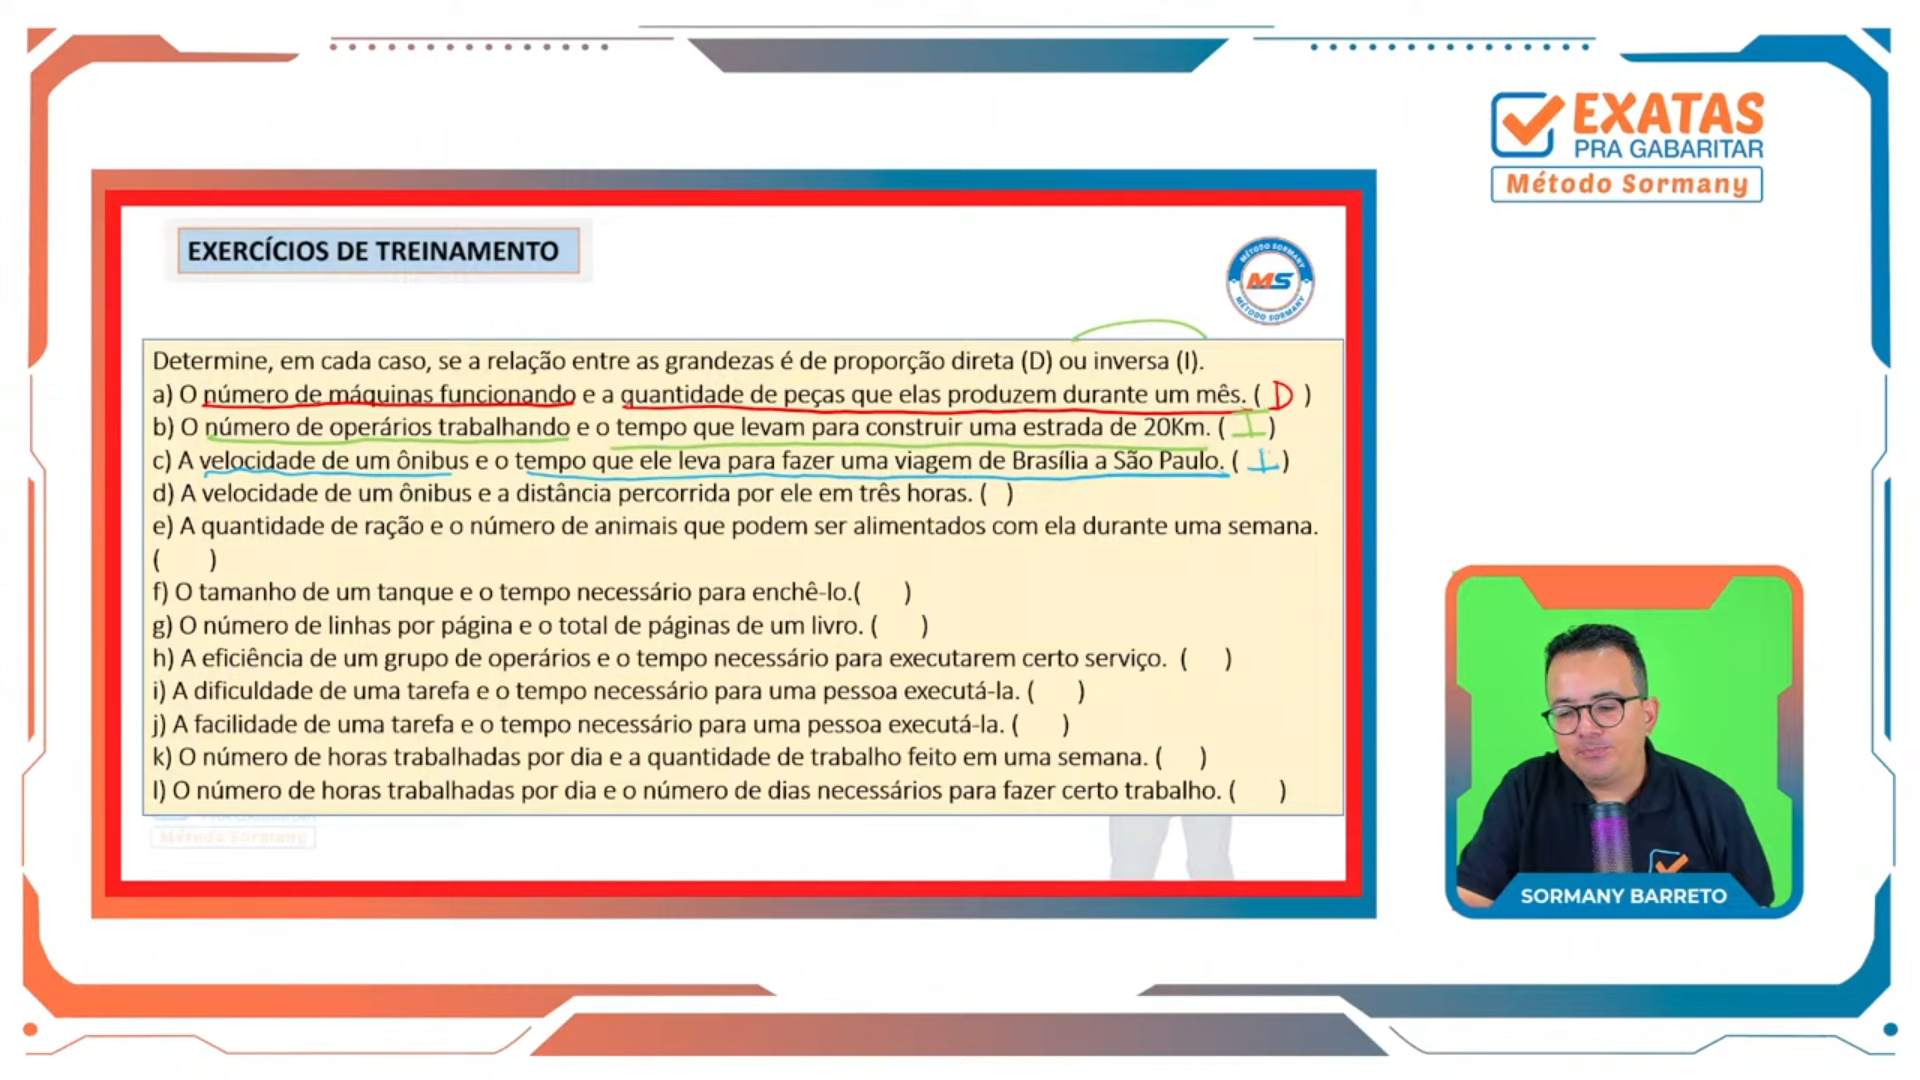 EXATAS
PRA GABARITAR
Método Sormany
EXERCÍCIOS DE TREINAMENTO
MÉTODO SORMANY
MS
MÉTODO SORMANY
Determine, em cada caso, se a relação entre as grandezas é de proporção direta (D) ou inversa (I).
a) O número de máquinas funcionando e a quantidade de peças que elas produzem durante um mês. ( D )
b) O número de operários trabalhando e o tempo que levam para construir uma estrada de 20Km. ( I )
c) A velocidade de um ônibus e o tempo que ele leva para fazer uma viagem de Brasília a São Paulo. ( I )
d) A velocidade de um ônibus e a distância percorrida por ele em três horas. ( )
e) A quantidade de ração e o número de animais que podem ser alimentados com ela durante uma semana.
( )
f) O tamanho de um tanque e o tempo necessário para enchê-lo.( )
g) O número de linhas por página e o total de páginas de um livro. ( )
h) A eficiência de um grupo de operários e o tempo necessário para executarem certo serviço. ( )
i) A dificuldade de uma tarefa e o tempo necessário para uma pessoa executá-la. ( )
j) A facilidade de uma tarefa e o tempo necessário para uma pessoa executá-la. ( )
k) O número de horas trabalhadas por dia e a quantidade de trabalho feito em uma semana. ( )
l) O número de horas trabalhadas por dia e o número de dias necessários para fazer certo trabalho. ( )
PRA GABARITAR
Método Sormany
SORMANY BARRETO